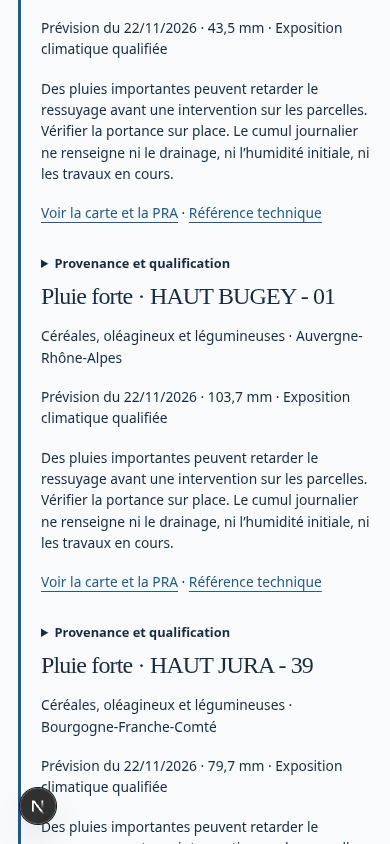 Prévision du 22/11/2026 · 43,5 mm · Exposition
climatique qualifiée
Des pluies importantes peuvent retarder le
ressuyage avant une intervention sur les parcelles.
Vérifier la portance sur place. Le cumul journalier
ne renseigne ni le drainage, ni l’humidité initiale, ni
les travaux en cours.
Voir la carte et la PRA · Référence technique
▶ Provenance et qualification
Pluie forte · HAUT BUGEY - 01
Céréales, oléagineux et légumineuses · Auvergne-
Rhône-Alpes
Prévision du 22/11/2026 · 103,7 mm · Exposition
climatique qualifiée
Des pluies importantes peuvent retarder le
ressuyage avant une intervention sur les parcelles.
Vérifier la portance sur place. Le cumul journalier
ne renseigne ni le drainage, ni l’humidité initiale, ni
les travaux en cours.
Voir la carte et la PRA · Référence technique
▶ Provenance et qualification
Pluie forte · HAUT JURA - 39
Céréales, oléagineux et légumineuses ·
Bourgogne-Franche-Comté
Prévision du 22/11/2026 · 79,7 mm · Exposition
climatique qualifiée
N
Des pluies importantes peuvent retarder le